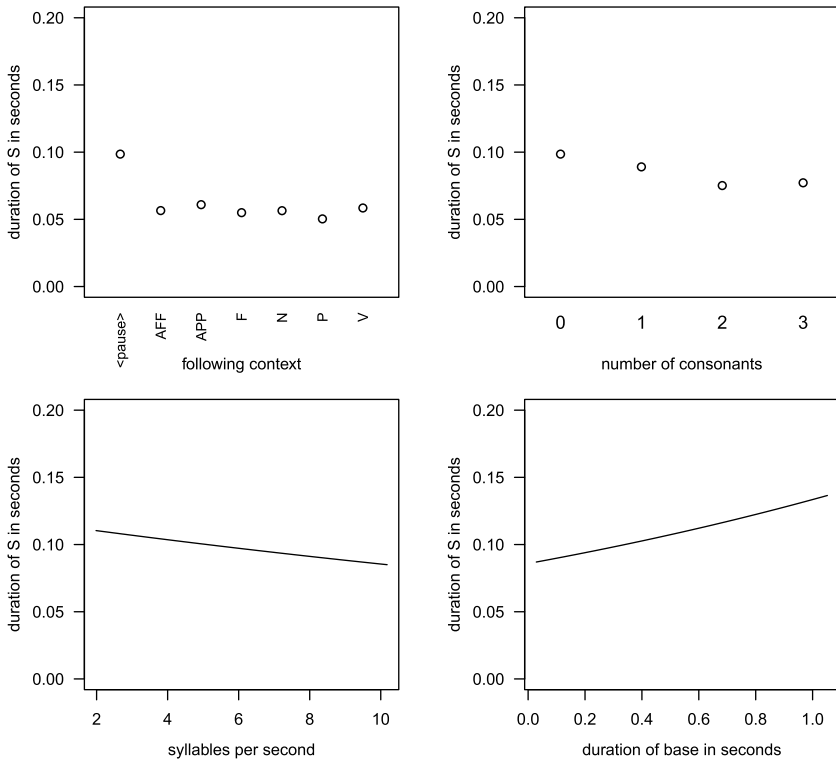 duration of S in seconds
0.20
0.15
0.10
0.05
0.00
<pause> AFF APP F N P V
following context
duration of S in seconds
0.20
0.15
0.10
0.05
0.00
0 1 2 3
number of consonants
duration of S in seconds
0.20
0.15
0.10
0.05
0.00
2 4 6 8 10
syllables per second
duration of S in seconds
0.20
0.15
0.10
0.05
0.00
0.0 0.2 0.4 0.6 0.8 1.0
duration of base in seconds